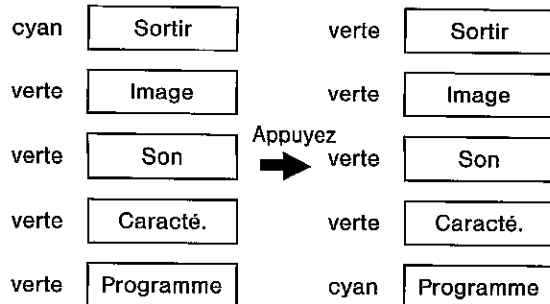 cyan Sortir verte Sortir
verte Image verte Image
Appuyez
verte Son verte Son
verte Caracté. verte Caracté.
verte Programme cyan Programme